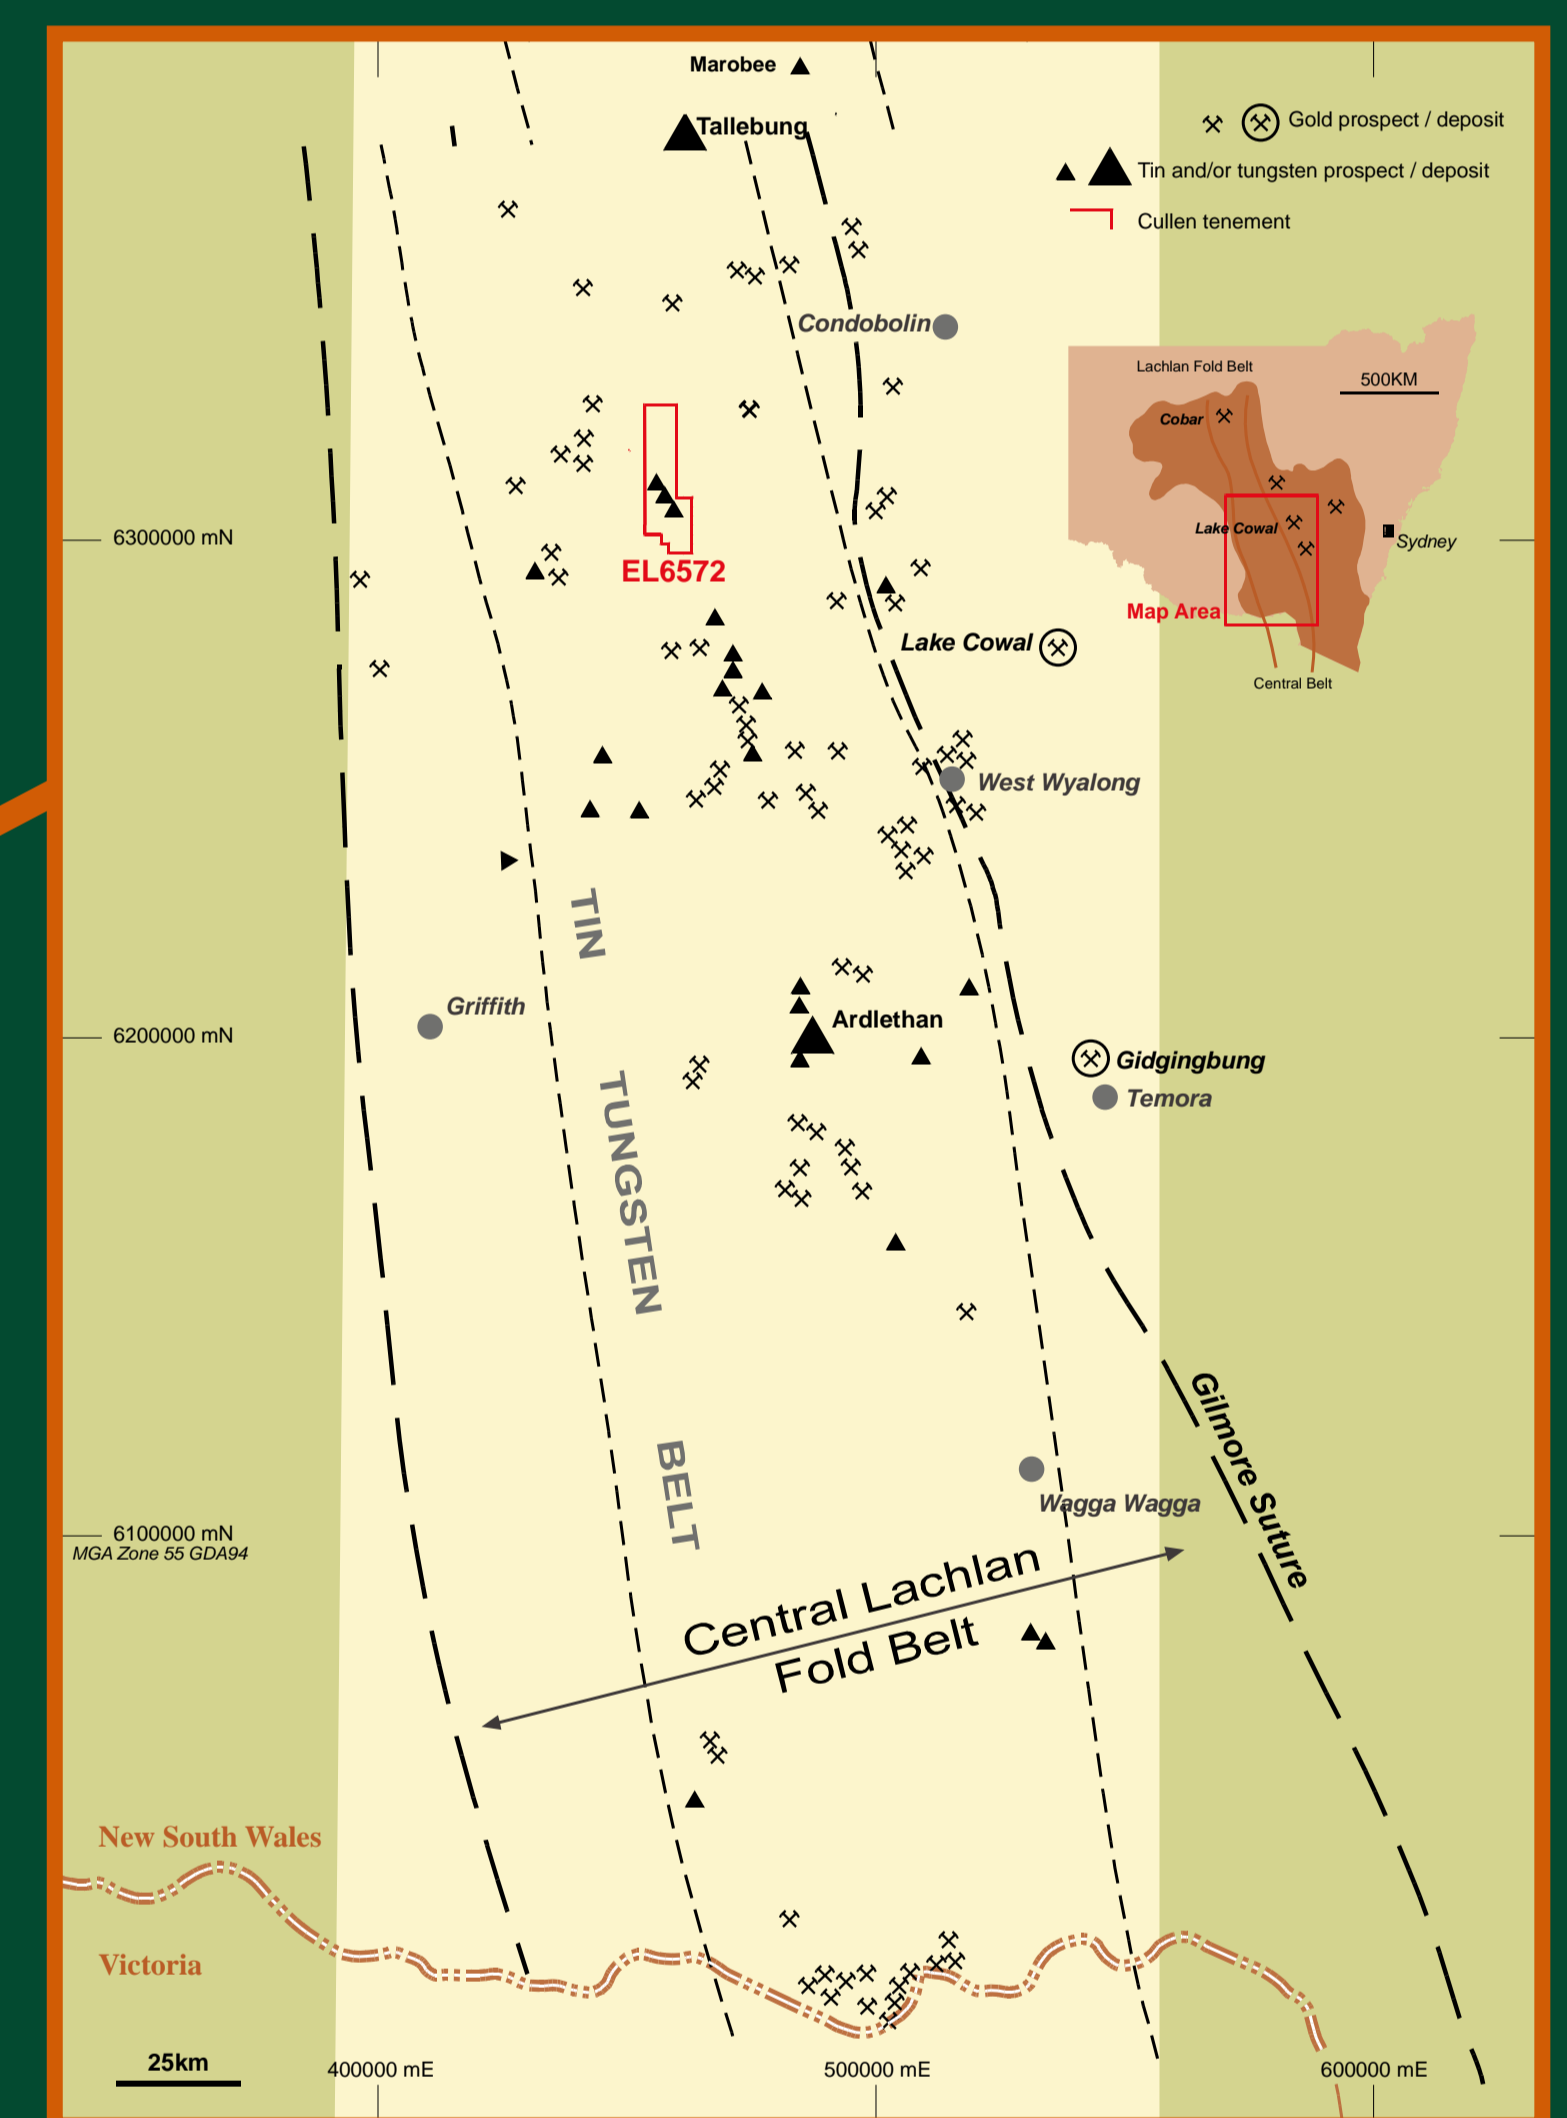 Marobee
Tallebung
Gold prospect / deposit
Tin and/or tungsten prospect / deposit
Cullen tenement
Condobolin
Lachlan Fold Belt
500KM
Cobar
Lake Cowal
Sydney
Map Area
Central Belt
6300000 mN
EL6572
Lake Cowal
West Wyalong
TIN
TUNGSTEN
BELT
Griffith
Ardlethan
6200000 mN
Gidgingbung
Temora
Gilmore Suture
Wagga Wagga
6100000 mN
MGA Zone 55 GDA94
Central Lachlan
Fold Belt
New South Wales
Victoria
25km
400000 mE
500000 mE
600000 mE